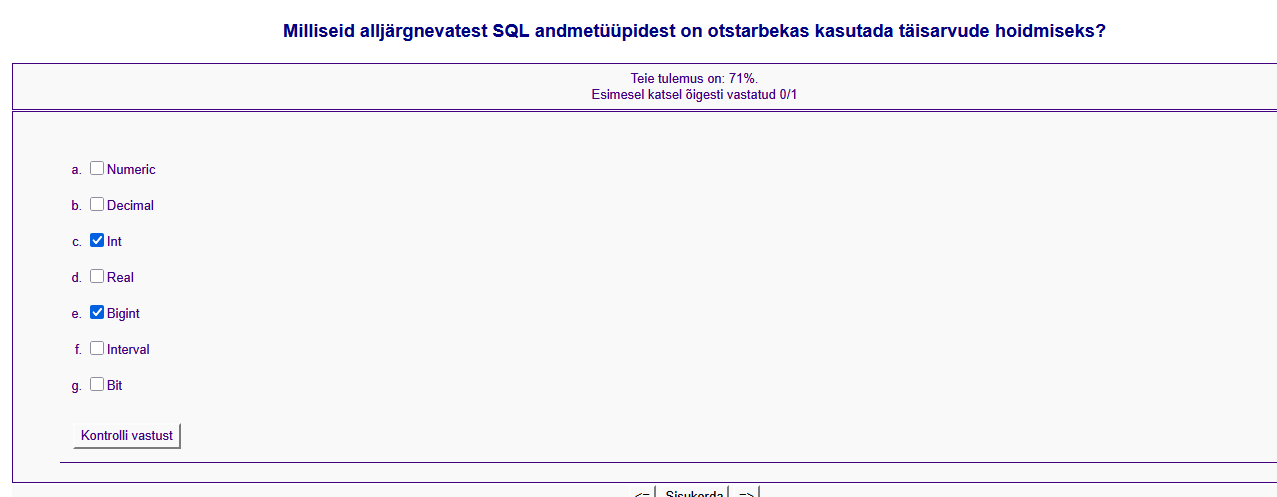 Milliseid alljärgnevatest SQL andmetüüpidest on otstarbekas kasutada täisarvude hoidmiseks?
Teie tulemus on: 71%.
Esimesel katsel õigesti vastatud 0/1
a. Numeric
b. Decimal
c. Int
d. Real
e. Bigint
f. Interval
g. Bit
Kontrolli vastust
<= Sisukorda =>